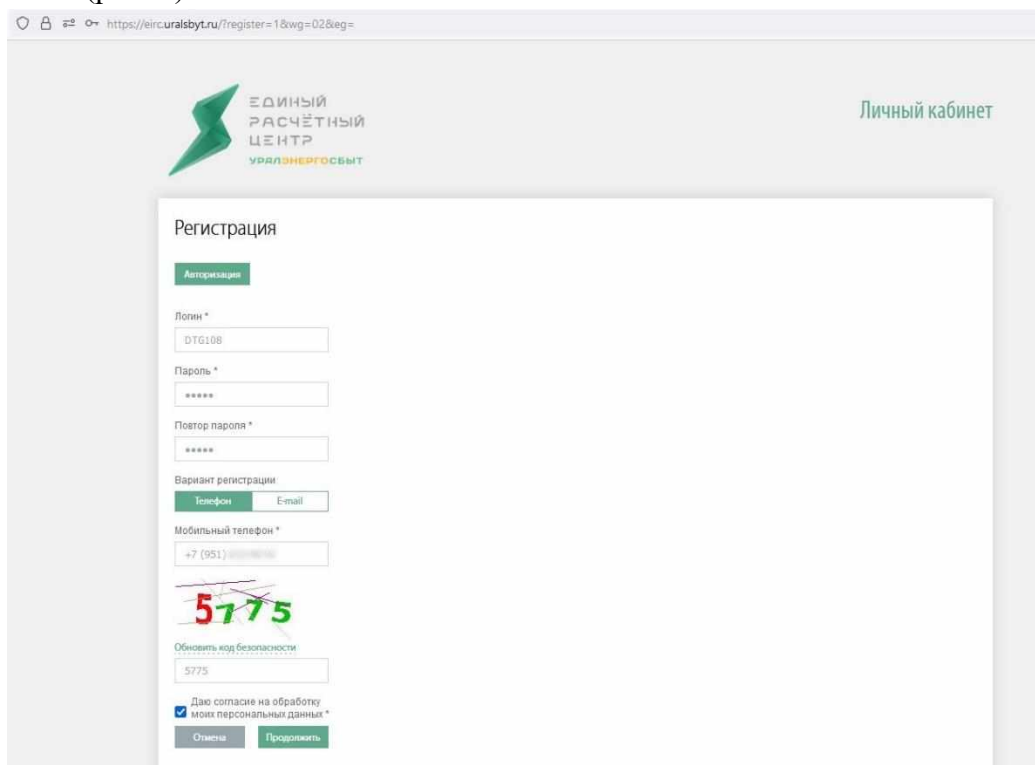 https://eirc.uralsbyt.ru/?register=1&wg=02&eg=
ЕДИНЫЙ
РАСЧЁТНЫЙ
ЦЕНТР
УРАЛЭНЕРГОСБЫТ
Личный кабинет
Регистрация
Авторизация
Логин *
DTG108
Пароль *
•••••
Повтор пароля *
•••••
Вариант регистрации
Телефон E-mail
Мобильный телефон *
+7 (951)
5775
Обновить код безопасности
5775
Даю согласие на обработку
моих персональных данных *
Отмена Продолжить